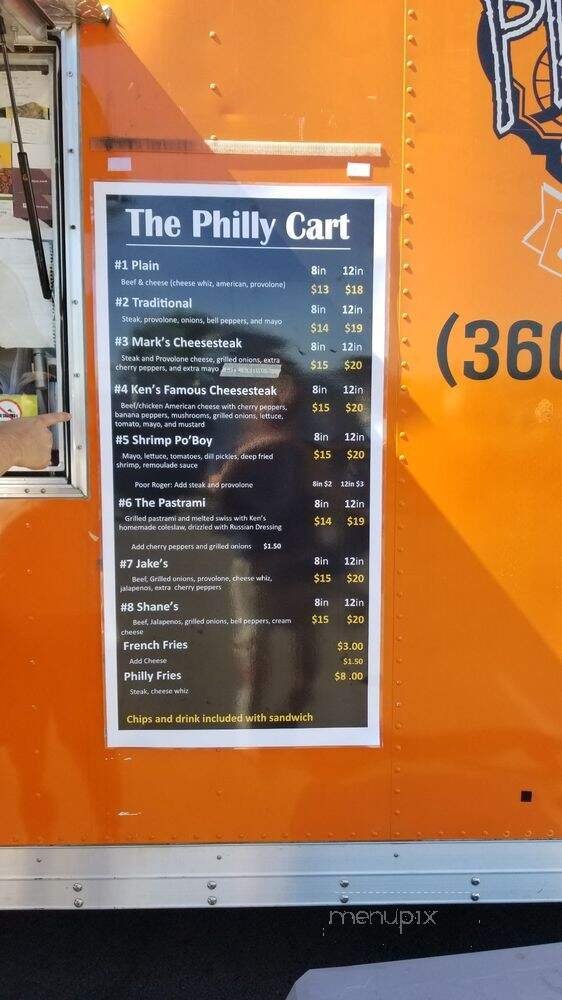 The Philly Cart
#1 Plain 8in 12in
Beef & cheese (cheese whiz, american, provolone) $13 $18
#2 Traditional 8in 12in
Steak, provolone, onions, bell peppers, and mayo $14 $19
#3 Mark's Cheesesteak 8in 12in
Steak and Provolone cheese, grilled onions, extra $15 $20
cherry peppers, and extra mayo
#4 Ken's Famous Cheesesteak 8in 12in
Beef/chicken American cheese with cherry peppers, $15 $20
banana peppers, mushrooms, grilled onions, lettuce,
tomato, mayo, and mustard
#5 Shrimp Po'Boy 8in 12in
Mayo, lettuce, tomatoes, dill pickles, deep fried $15 $20
shrimp, remoulade sauce
Poor Roger: Add steak and provolone 8in $2 12in $3
#6 The Pastrami 8in 12in
Grilled pastrami and melted swiss with Ken's $14 $19
homemade coleslaw, drizzled with Russian Dressing
Add cherry peppers and grilled onions $1.50
#7 Jake's 8in 12in
Beef, Grilled onions, provolone, cheese whiz, $15 $20
jalapenos, extra cherry peppers
#8 Shane's 8in 12in
Beef, Jalapenos, grilled onions, bell peppers, cream $15 $20
cheese
French Fries $3.00
Add Cheese $1.50
Philly Fries $8 .00
Steak, cheese whiz
Chips and drink included with sandwich
(360
menupix